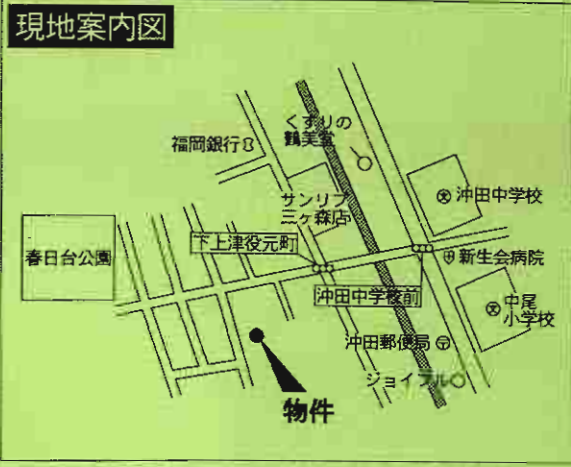 現地案内図
くすりの
鶴美堂
福岡銀行
沖田中学校
サンリブ
三ヶ森店
下上津役元町
春日台公園
新生会病院
沖田中学校前
中尾
小学校
沖田郵便局
ジョイフル
物件